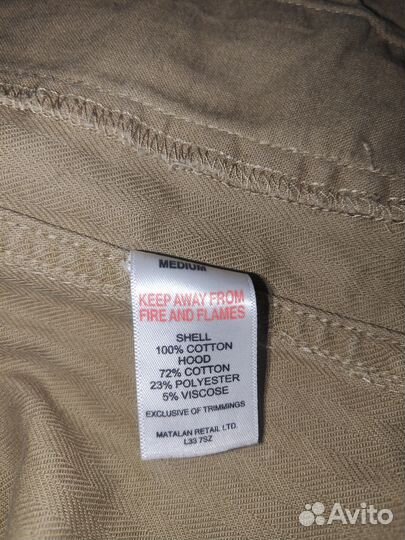 MEDIUM
KEEP AWAY FROM
FIRE AND FLAMES
SHELL
100% COTTON
HOOD
72% COTTON
23% POLYESTER
5% VISCOSE
EXCLUSIVE OF TRIMMINGS
MATALAN RETAIL LTD.
L33 7SZ
Avito